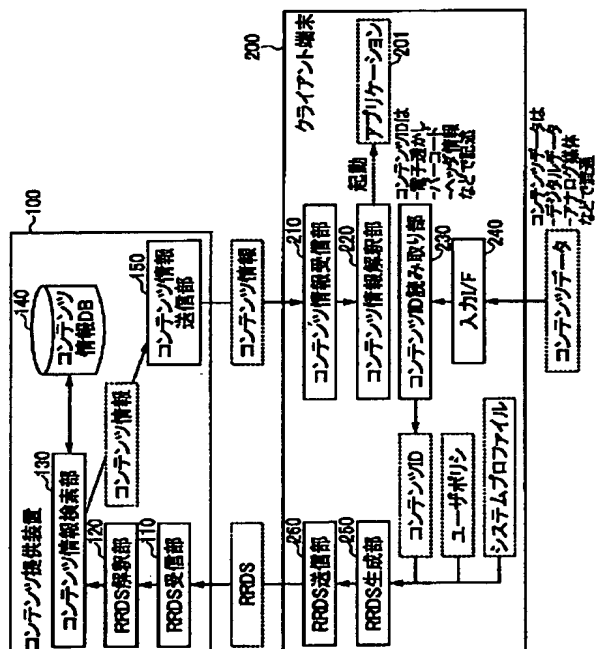 コンテンツ提供装置
100
140
コンテンツ
情報DB
130
コンテンツ情報検索部
コンテンツ情報
150
コンテンツ情報
送信部
120
RRDS解釈部
110
RRDS受信部
RRDS
コンテンツ情報
200
クライアント端末
260
RRDS送信部
250
RRDS生成部
コンテンツID
ユーザポリシ
システムプロファイル
210
コンテンツ情報受信部
220
コンテンツ情報解釈部
起動
アプリケーション
201
コンテンツIDは
-電子透かし
-バーコード
-ヘッダ情報
などで記述
230
コンテンツID読み取り部
240
入力I/F
コンテンツデータ
コンテンツデータは
-デジタルデータ
-アナログ媒体
などで流通